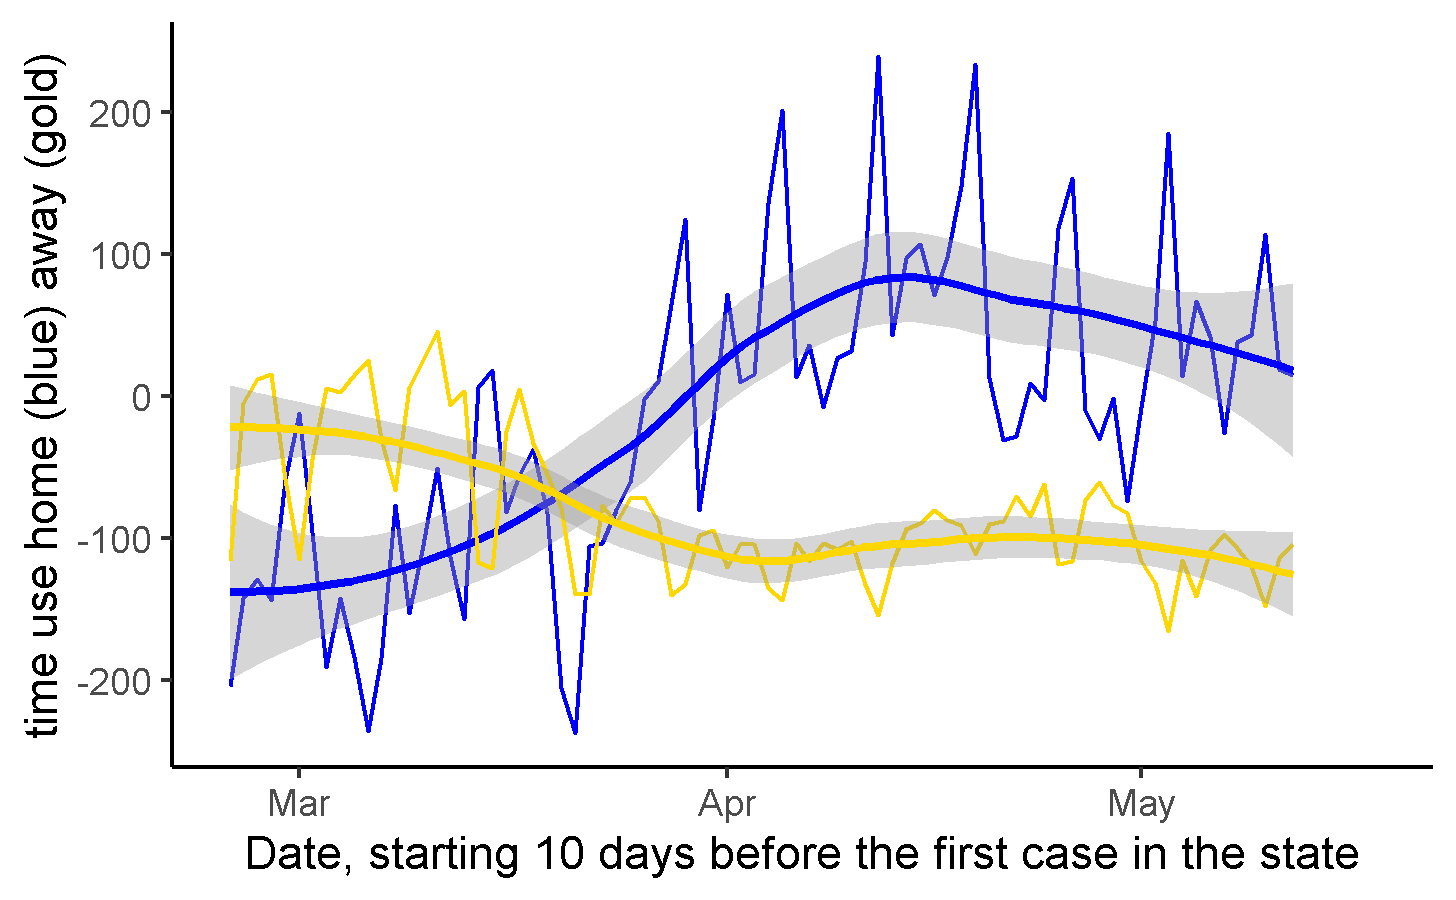 time use home (blue) away (gold)
200
100
0
-100
-200
Mar Apr May
Date, starting 10 days before the first case in the state